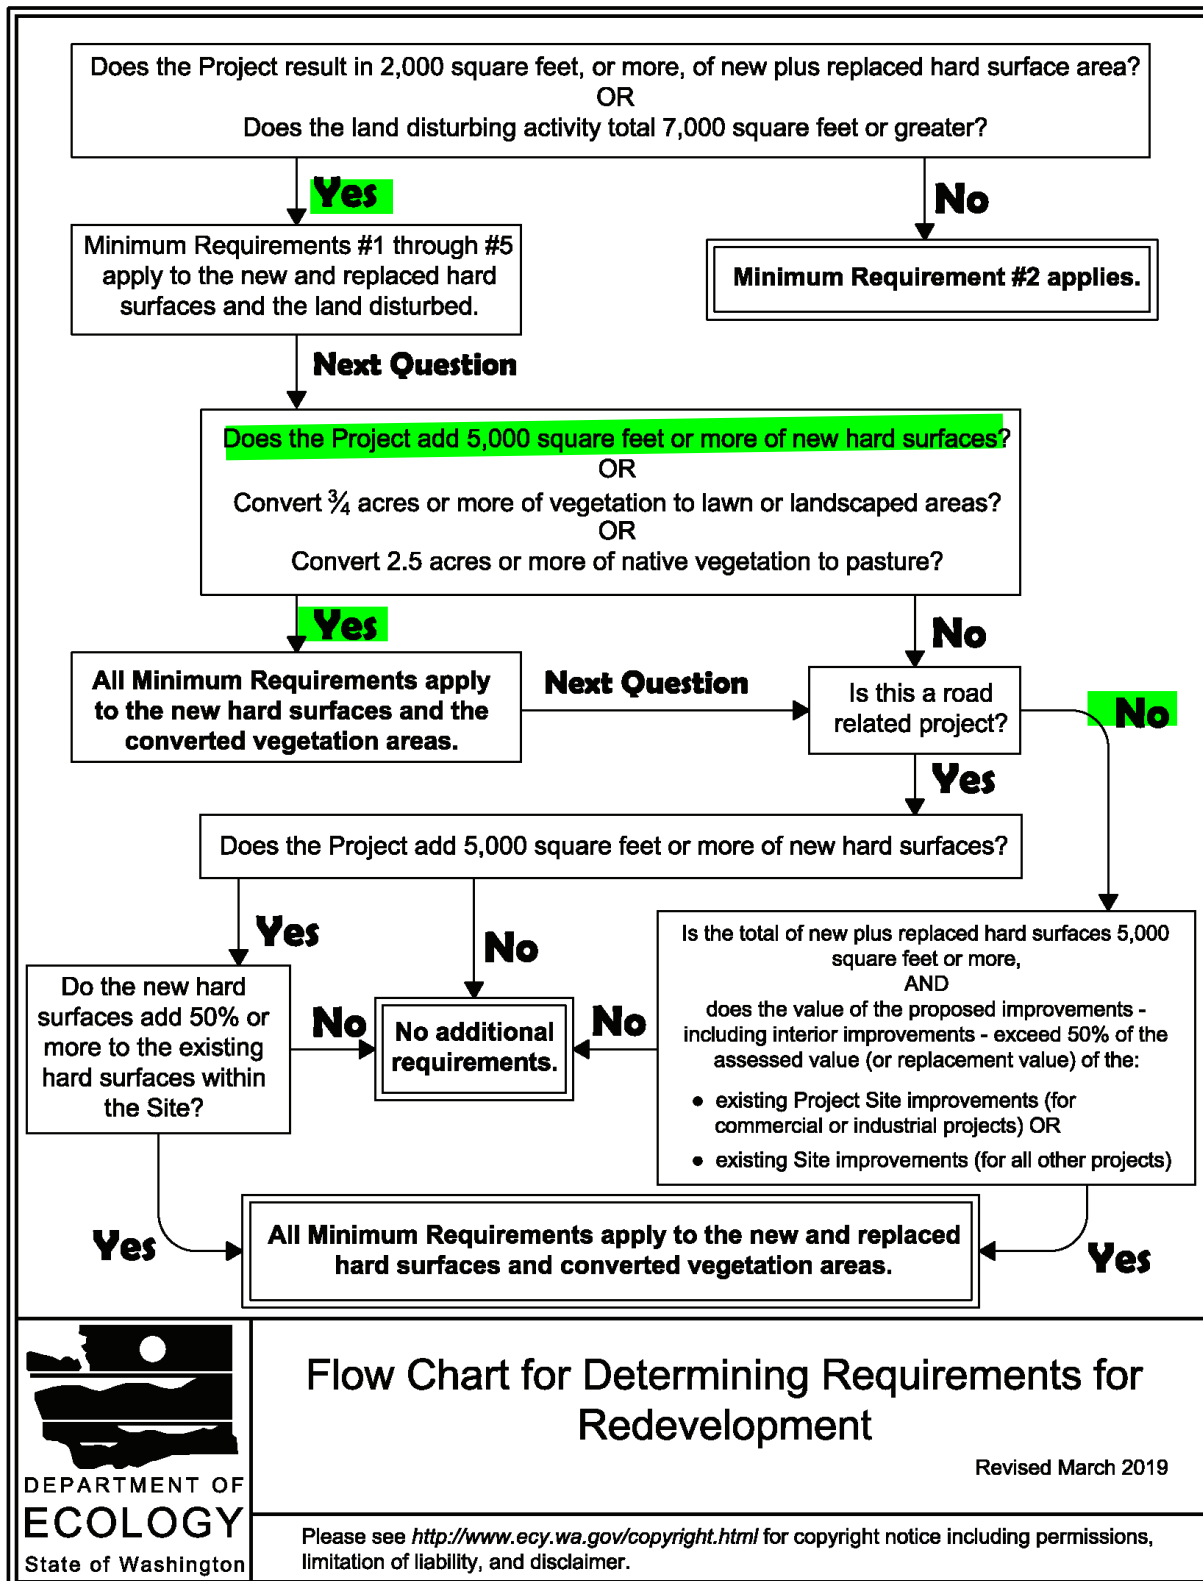 Does the Project result in 2,000 square feet, or more, of new plus replaced hard surface area?
OR
Does the land disturbing activity total 7,000 square feet or greater?
Yes
No
Minimum Requirements #1 through #5
apply to the new and replaced hard
surfaces and the land disturbed.
Minimum Requirement #2 applies.
Next Question
Does the Project add 5,000 square feet or more of new hard surfaces?
OR
Convert ¾ acres or more of vegetation to lawn or landscaped areas?
OR
Convert 2.5 acres or more of native vegetation to pasture?
Yes
No
All Minimum Requirements apply
to the new hard surfaces and the
converted vegetation areas.
Next Question
Is this a road
related project?
No
Yes
Does the Project add 5,000 square feet or more of new hard surfaces?
Yes
No
Do the new hard
surfaces add 50% or
more to the existing
hard surfaces within
the Site?
No
No additional
requirements.
No
Is the total of new plus replaced hard surfaces 5,000
square feet or more,
AND
does the value of the proposed improvements -
including interior improvements - exceed 50% of the
assessed value (or replacement value) of the:
● existing Project Site improvements (for
commercial or industrial projects) OR
● existing Site improvements (for all other projects)
Yes
All Minimum Requirements apply to the new and replaced
hard surfaces and converted vegetation areas.
Yes
DEPARTMENT OF
ECOLOGY
State of Washington
Flow Chart for Determining Requirements for
Redevelopment
Revised March 2019
Please see http://www.ecy.wa.gov/copyright.html for copyright notice including permissions,
limitation of liability, and disclaimer.